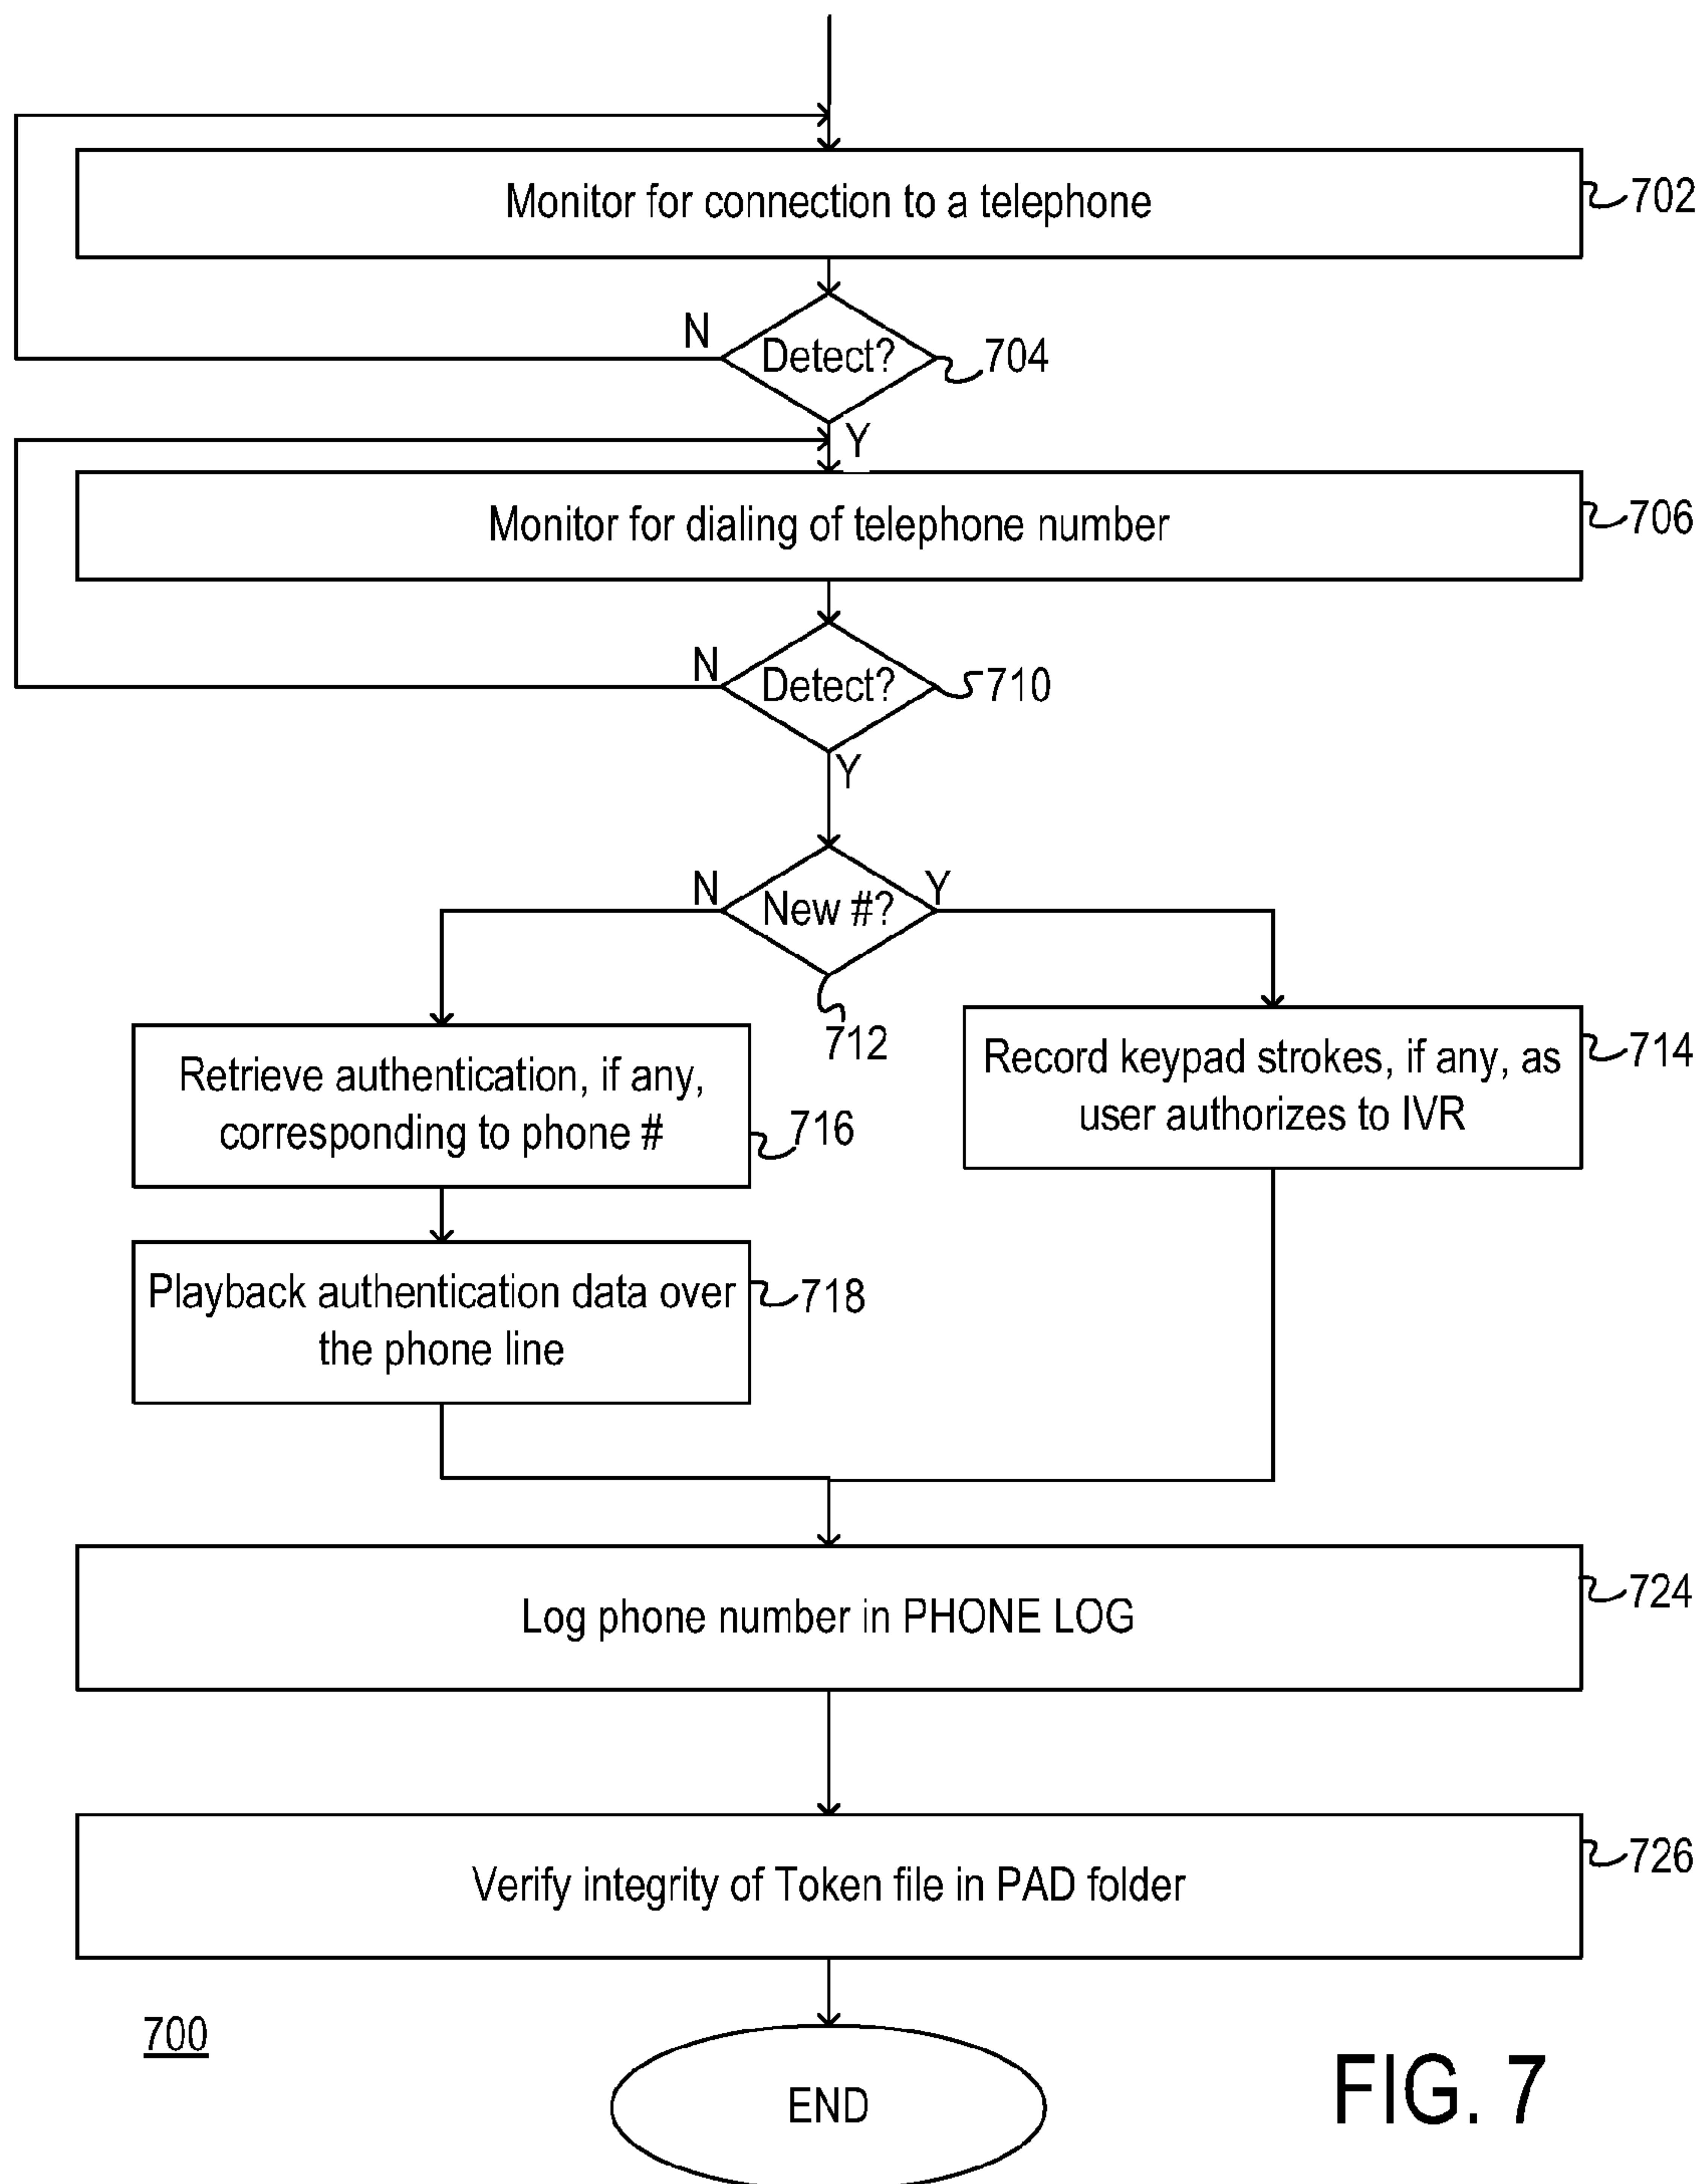 Monitor for connection to a telephone
702
N
Detect?
704
Y
Monitor for dialing of telephone number
706
N
Detect?
710
Y
N
New #?
Y
712
Retrieve authentication, if any,
corresponding to phone #
716
Record keypad strokes, if any, as
user authorizes to IVR
714
Playback authentication data over
the phone line
718
Log phone number in PHONE LOG
724
Verify integrity of Token file in PAD folder
726
700
END
FIG. 7